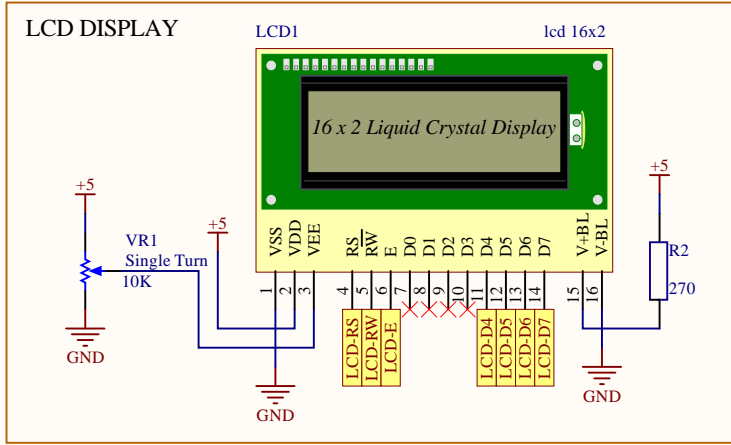 LCD DISPLAY
LCD1
lcd 16x2
16 x 2 Liquid Crystal Display
+5
+5
+5
VR1
Single Turn
10K
VSS
VDD
VEE
RS
RW
E
D0
D1
D2
D3
D4
D5
D6
D7
V+BL
V-BL
R2
270
1
2
3
4
5
6
7
8
9
10
11
12
13
14
15
16
LCD-RS
LCD-RW
LCD-E
LCD-D4
LCD-D5
LCD-D6
LCD-D7
GND
GND
GND